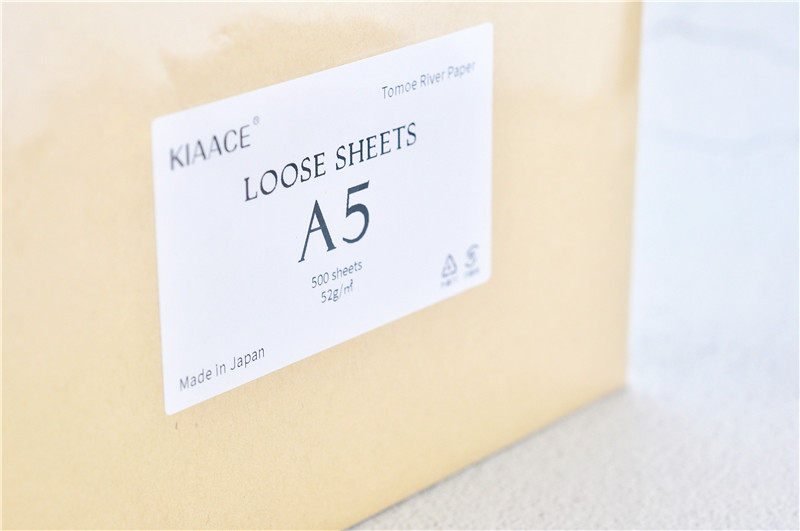 Tomoe River Paper
KIAACE®
LOOSE SHEETS
A5
500 sheets
52g/㎡
Made in Japan